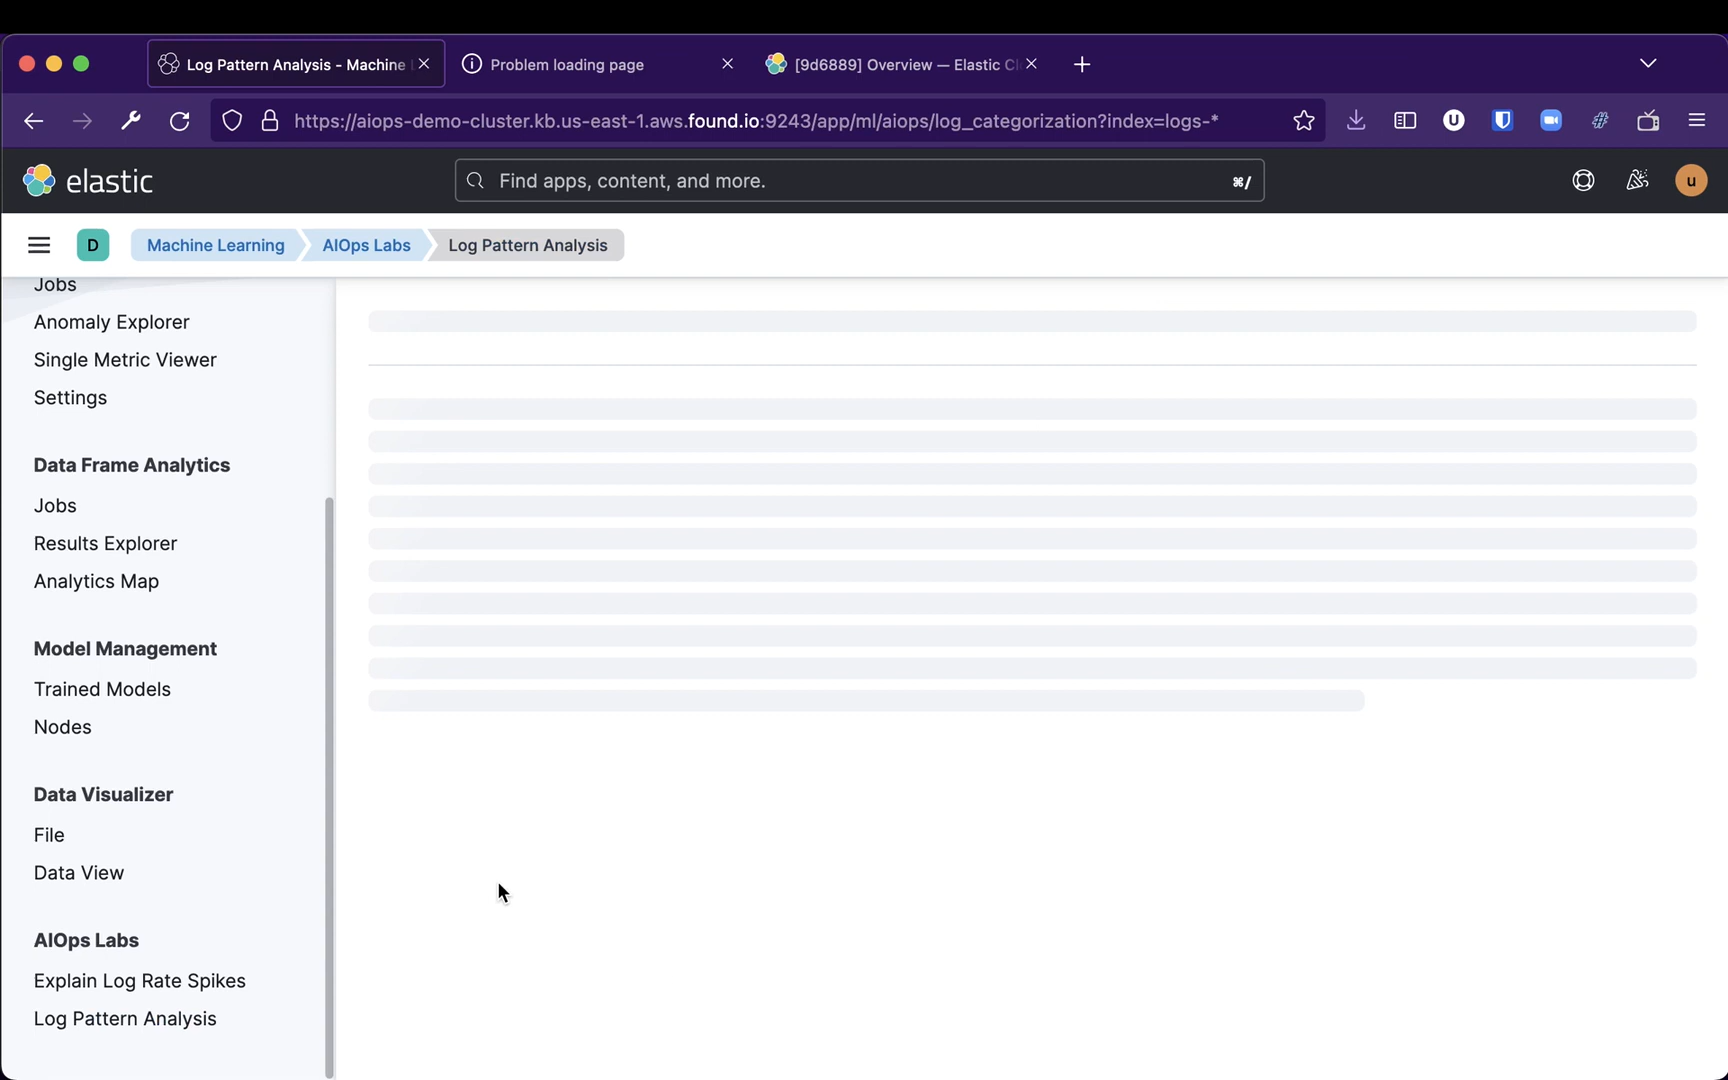 Log Pattern Analysis - Machine
Problem loading page
[9d6889] Overview — Elastic Cl
https://aiops-demo-cluster.kb.us-east-1.aws.found.io:9243/app/ml/aiops/log_categorization?index=logs-*
elastic
Find apps, content, and more.
⌘/
u
D
Machine Learning
AIOps Labs
Log Pattern Analysis
Jobs
Anomaly Explorer
Single Metric Viewer
Settings
Data Frame Analytics
Jobs
Results Explorer
Analytics Map
Model Management
Trained Models
Nodes
Data Visualizer
File
Data View
AIOps Labs
Explain Log Rate Spikes
Log Pattern Analysis